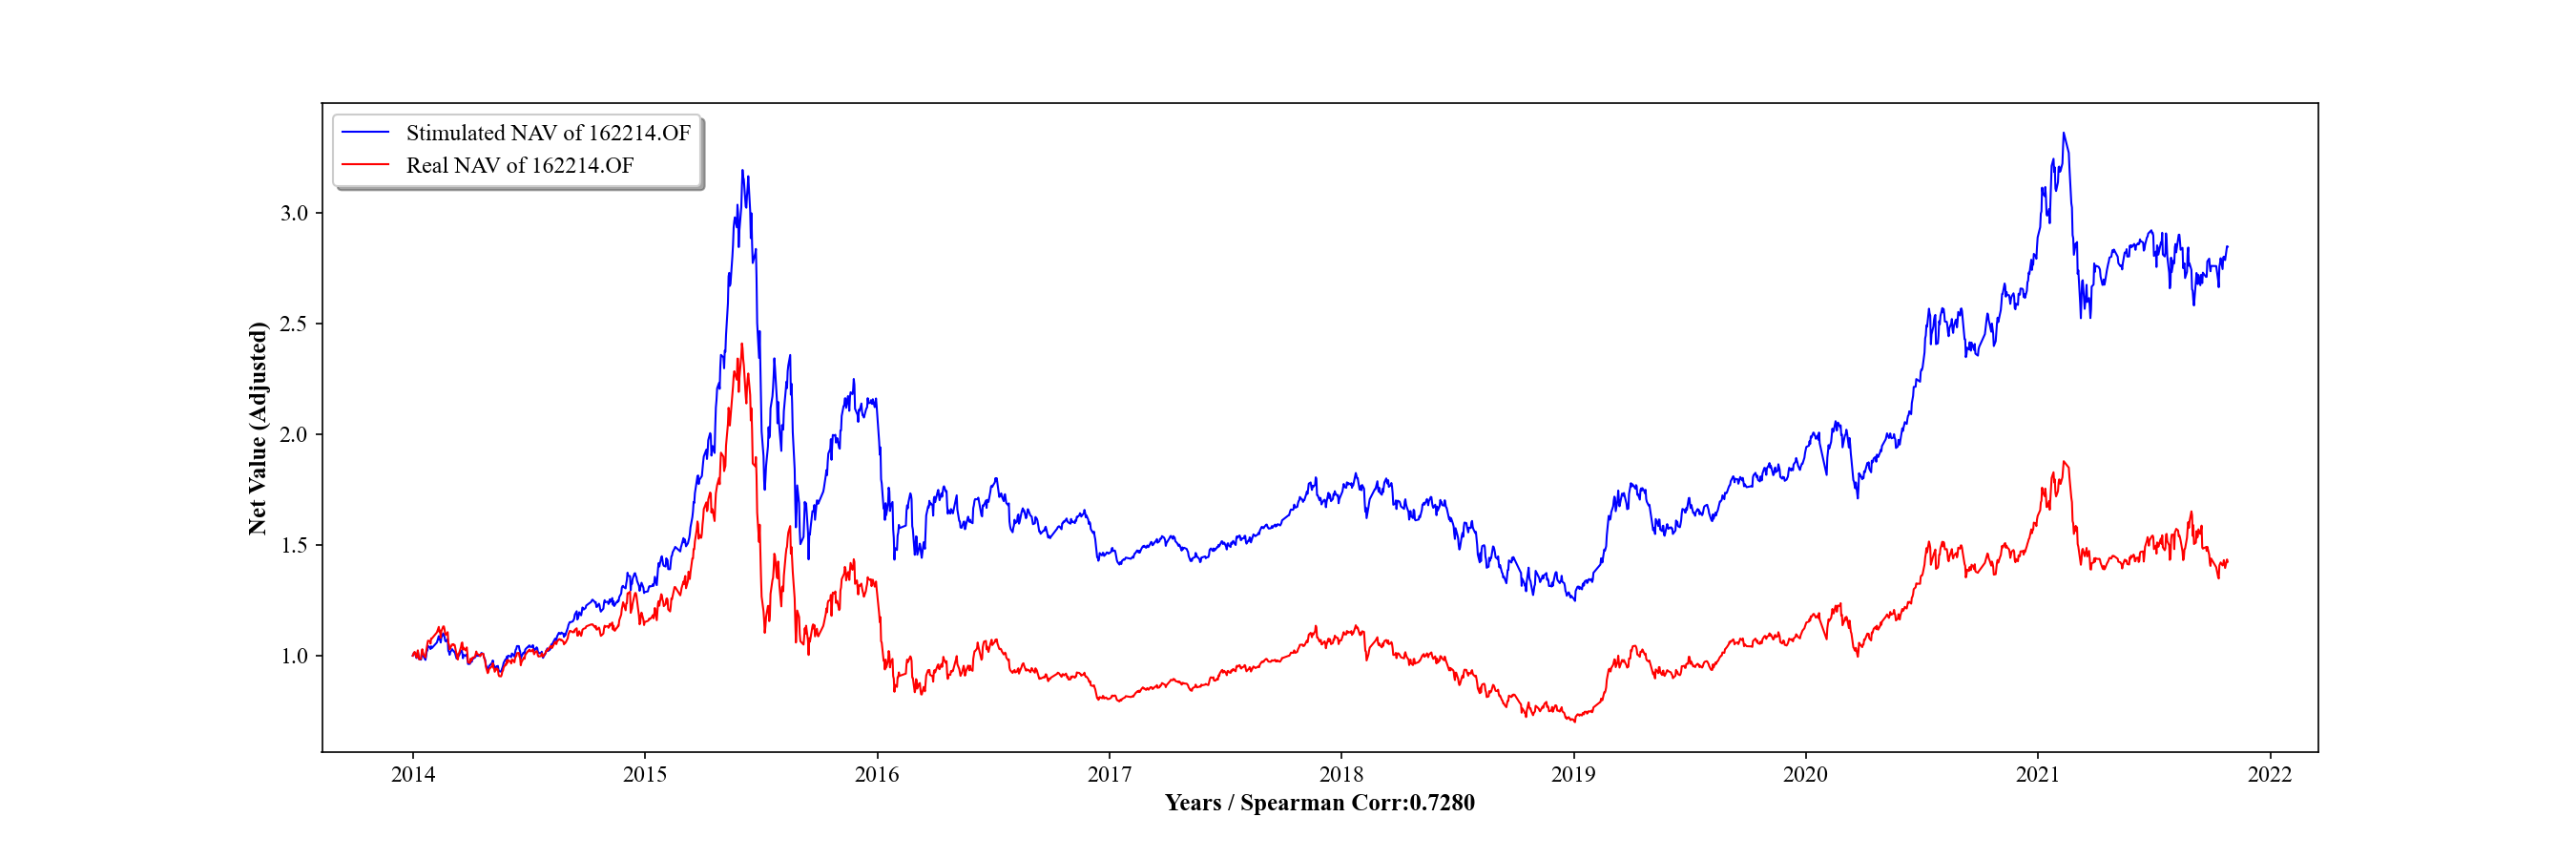 Stimulated NAV of 162214.OF
Real NAV of 162214.OF
3.0
2.5
2.0
1.5
1.0
Net Value (Adjusted)
2014 2015 2016 2017 2018 2019 2020 2021 2022
Years / Spearman Corr:0.7280